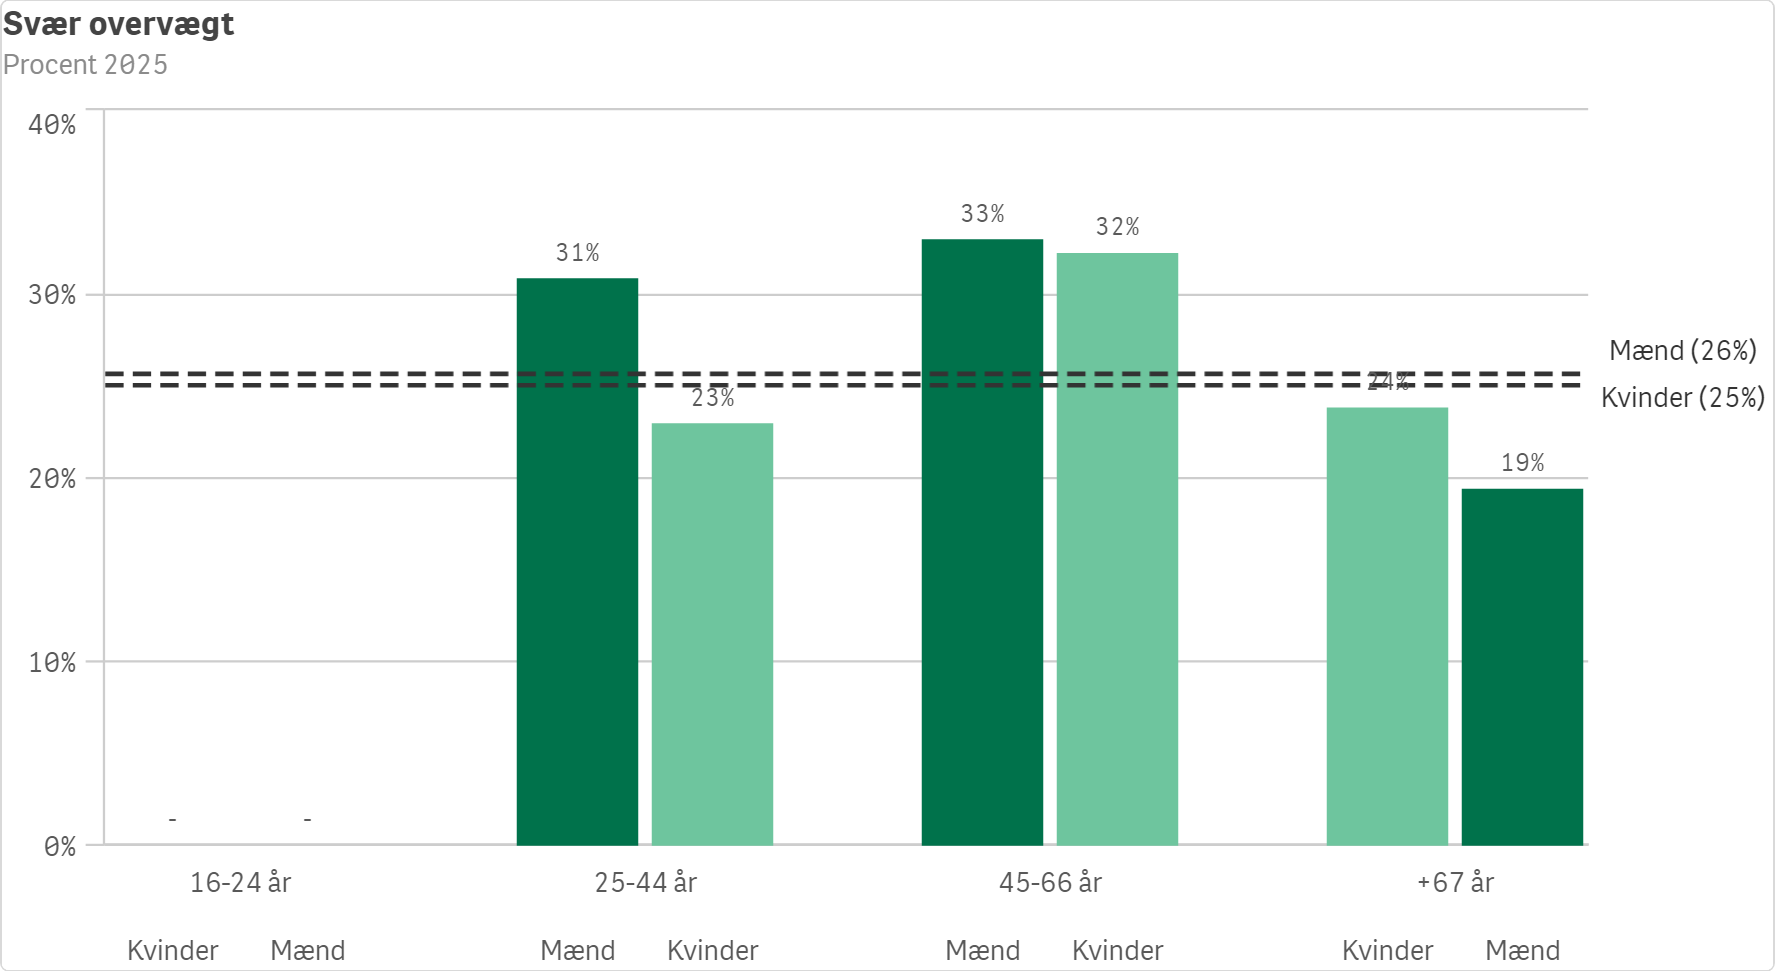 Svær overvægt
Procent 2025
40%
30%
20%
10%
0%
-
-
31%
23%
33%
32%
24%
19%
Mænd (26%)
Kvinder (25%)
16-24 år
25-44 år
45-66 år
+67 år
Kvinder Mænd Mænd Kvinder Mænd Kvinder Kvinder Mænd